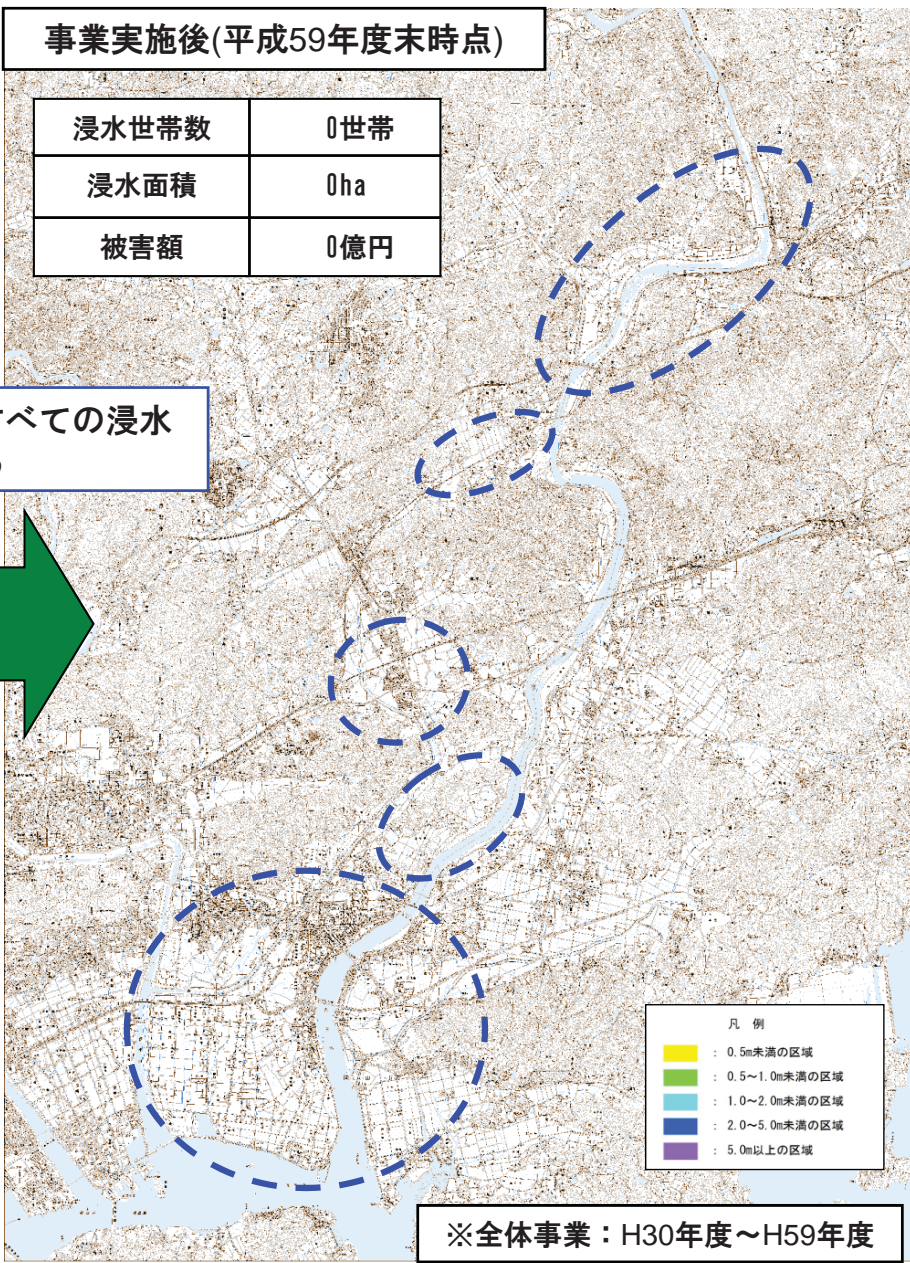 事業実施後(平成59年度末時点)
浸水世帯数 0世帯
浸水面積 0ha
被害額 0億円
べての浸水
凡 例
： 0.5m未満の区域
： 0.5～1.0m未満の区域
： 1.0～2.0m未満の区域
： 2.0～5.0m未満の区域
： 5.0m以上の区域
※全体事業：H30年度～H59年度